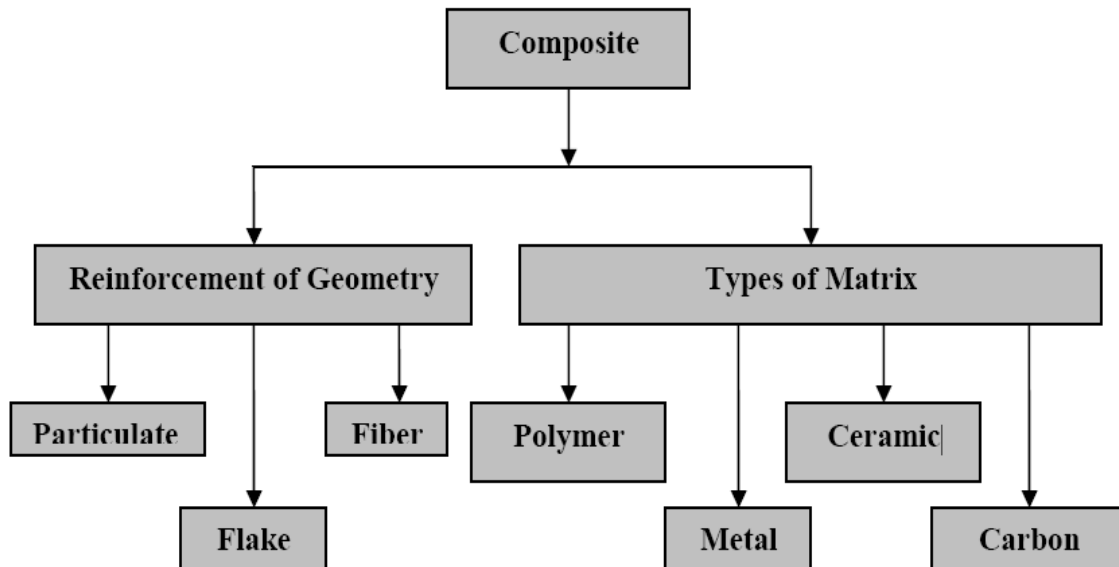 Composite
Reinforcement of Geometry
Types of Matrix
Particulate
Fiber
Polymer
Ceramic
Flake
Metal
Carbon